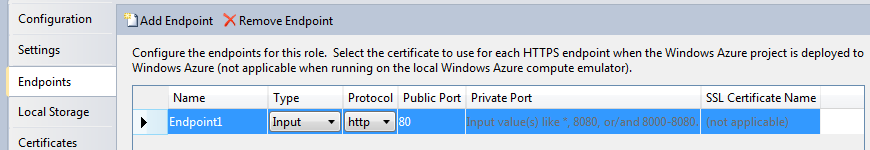 Configuration
Settings
Endpoints
Local Storage
Certificates
Add Endpoint Remove Endpoint
Configure the endpoints for this role. Select the certificate to use for each HTTPS endpoint when the Windows Azure project is deployed to
Windows Azure (not applicable when running on the local Windows Azure compute emulator).
Name Type Protocol Public Port Private Port SSL Certificate Name
Endpoint1 Input http 80 Input value(s) like *, 8080, or/and 8000-8080. (not applicable)